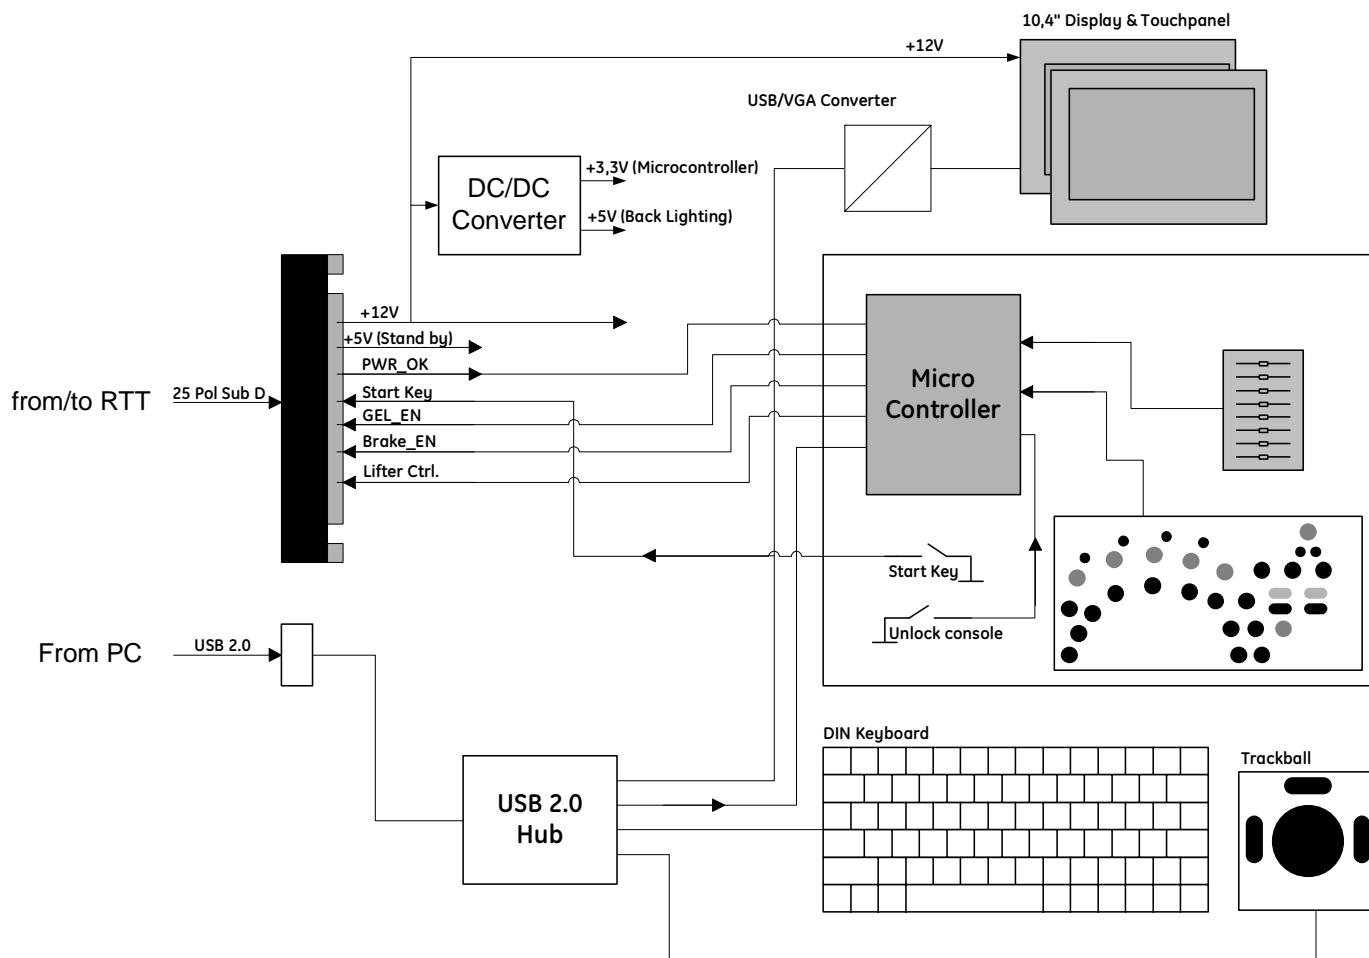 10,4" Display & Touchpanel
+12V
USB/VGA Converter
DC/DC
Converter
+3,3V (Microcontroller)
+5V (Back Lighting)
+12V
+5V (Stand by)
PWR_OK
from/to RTT
25 Pol Sub D
Start Key
GEL_EN
Brake_EN
Lifter Ctrl.
Micro
Controller
Start Key
Unlock console
From PC
USB 2.0
DIN Keyboard
Trackball
USB 2.0
Hub